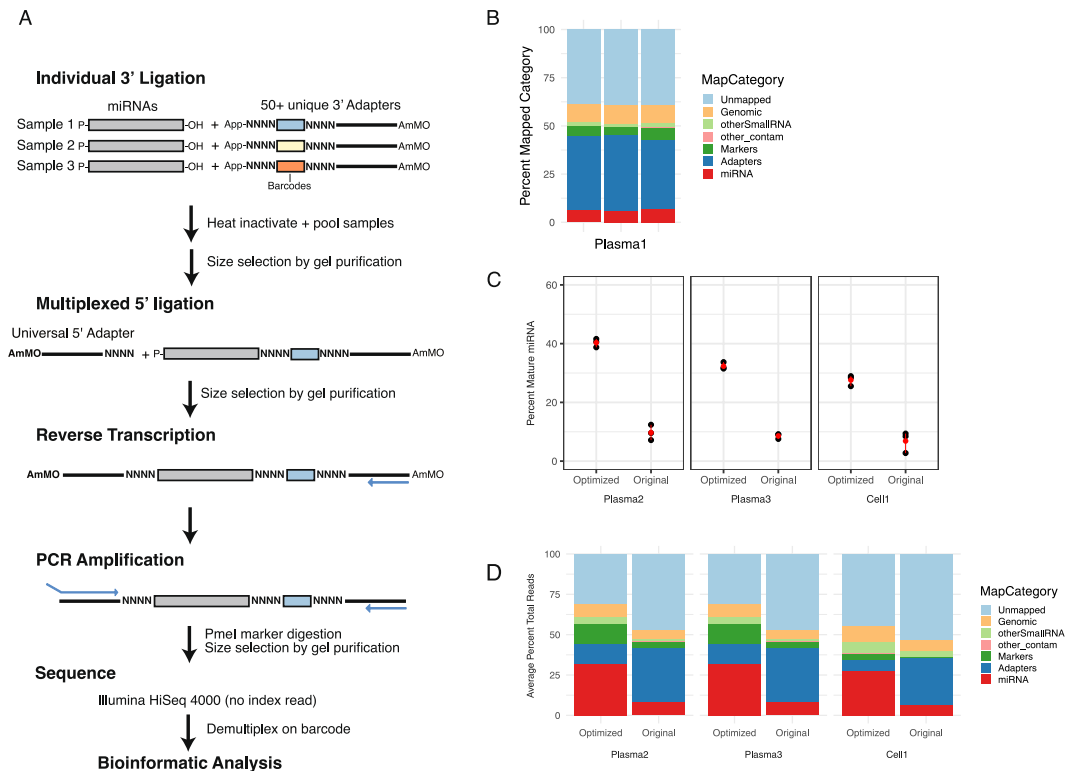 A
Individual 3' Ligation
miRNAs
50+ unique 3' Adapters
Sample 1 P- -OH + App-NNNN NNNN AmMO
Sample 2 P- -OH + App-NNNN NNNN AmMO
Sample 3 P- -OH + App-NNNN NNNN AmMO
Barcodes
Heat inactivate + pool samples
Size selection by gel purification
Multiplexed 5' ligation
Universal 5' Adapter
AmMO NNNN + P- NNNN NNNN AmMO
Size selection by gel purification
Reverse Transcription
AmMO NNNN NNNN NNNN AmMO
PCR Amplification
NNNN NNNN NNNN
PmeI marker digestion
Size selection by gel purification
Sequence
Illumina HiSeq 4000 (no index read)
Demultiplex on barcode
Bioinformatic Analysis
B
Percent Mapped Category
100
75
50
25
0
Plasma1
MapCategory
Unmapped
Genomic
otherSmallRNA
other_contam
Markers
Adapters
miRNA
C
Percent Mature miRNA
60
40
20
0
Optimized Original Optimized Original Optimized Original
Plasma2 Plasma3 Cell1
D
Average Percent Total Reads
100
75
50
25
0
Optimized Original Optimized Original Optimized Original
Plasma2 Plasma3 Cell1
MapCategory
Unmapped
Genomic
otherSmallRNA
other_contam
Markers
Adapters
miRNA